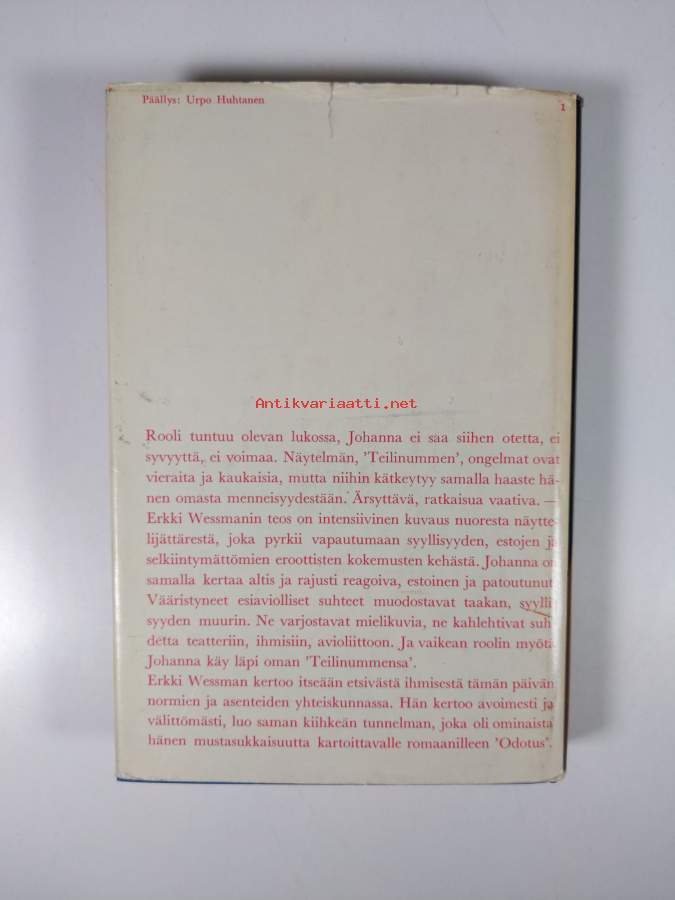 Päällys: Urpo Huhtanen
1
Antikvariaatti.net
Rooli tuntuu olevan lukossa, Johanna ei saa siihen otetta, ei
syvyyttä, ei voimaa. Näytelmän, 'Teilinummen', ongelmat ovat
vieraita ja kaukaisia, mutta niihin kätkeytyy samalla haaste hä-
nen omasta menneisyydestään. Ärsyttävä, ratkaisua vaativa. —
Erkki Wessmanin teos on intensiivinen kuvaus nuoresta näytte-
lijättärestä, joka pyrkii vapautumaan syyllisyyden, estojen ja
selkiintymättömien eroottisten kokemusten kehästä. Johanna on
samalla kertaa altis ja rajusti reagoiva, estoinen ja patoutunut.
Vääristyneet esiaviolliset suhteet muodostavat taakan, syylli-
syyden muurin. Ne varjostavat mielikuvia, ne kahlehtivat suh-
detta teatteriin, ihmisiin, avioliittoon. Ja vaikean roolin myötä
Johanna käy läpi oman 'Teilinummensa'.
Erkki Wessman kertoo itseään etsivästä ihmisestä tämän päivän
normien ja asenteiden yhteiskunnassa. Hän kertoo avoimesti ja
välittömästi, luo saman kiihkeän tunnelman, joka oli ominaista
hänen mustasukkaisuutta kartoittavalle romaanilleen 'Odotus'.